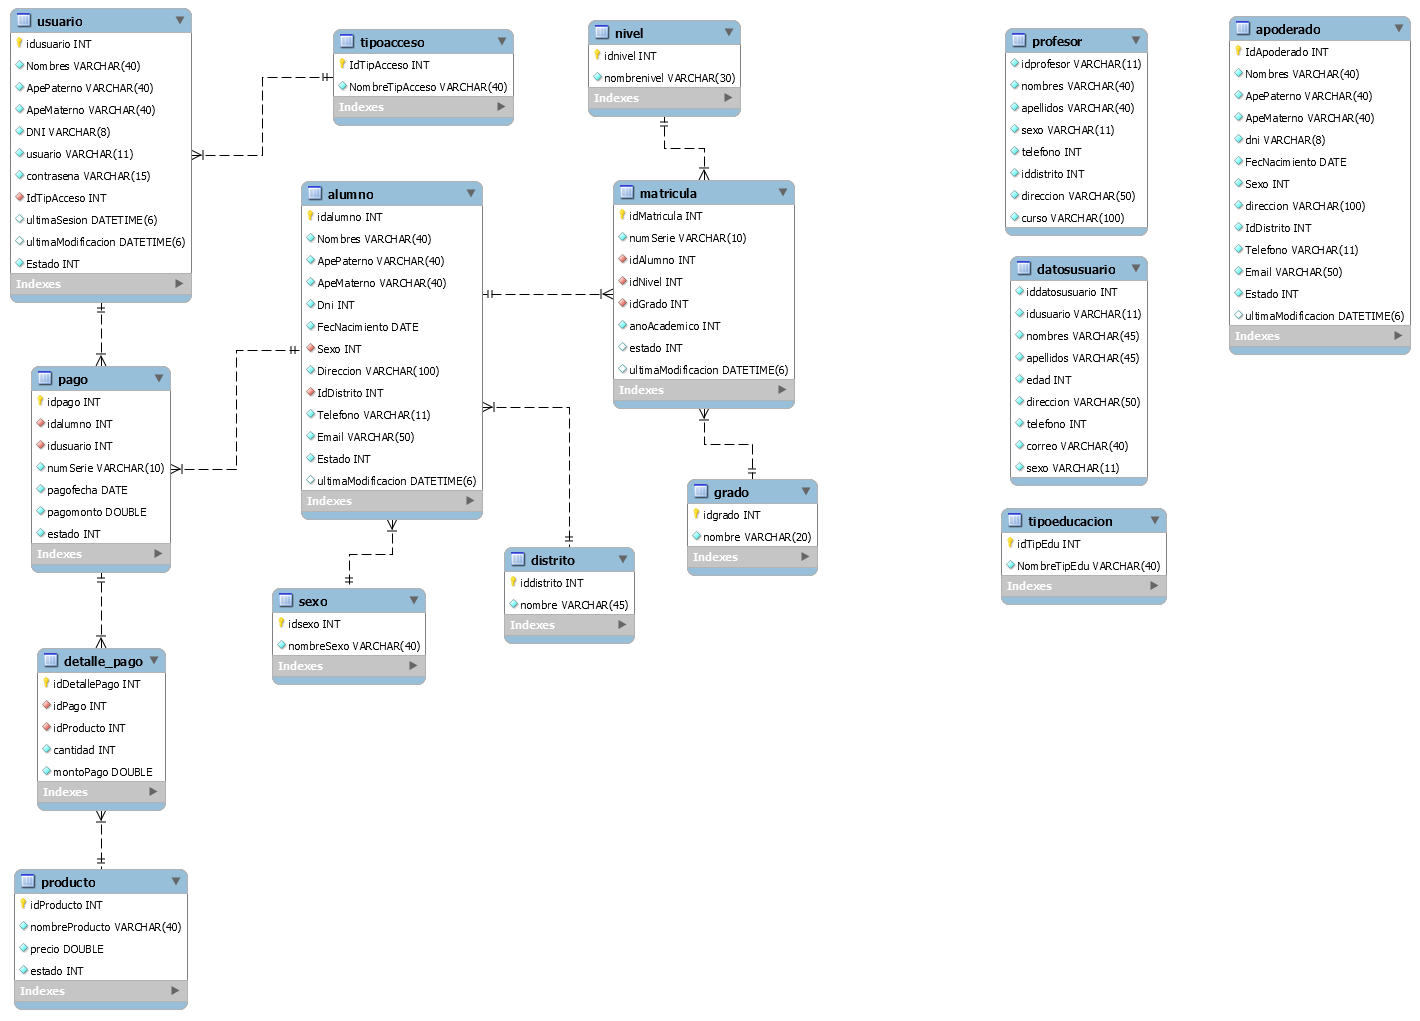 usuario
idusuario INT
Nombres VARCHAR(40)
ApePaterno VARCHAR(40)
ApeMaterno VARCHAR(40)
DNI VARCHAR(8)
usuario VARCHAR(11)
contrasena VARCHAR(15)
IdTipAcceso INT
ultimaSesion DATETIME(6)
ultimaModificacion DATETIME(6)
Estado INT
Indexes
tipoacceso
IdTipAcceso INT
NombreTipAcceso VARCHAR(40)
Indexes
nivel
idnivel INT
nombrenivel VARCHAR(30)
Indexes
alumno
idalumno INT
Nombres VARCHAR(40)
ApePaterno VARCHAR(40)
ApeMaterno VARCHAR(40)
Dni INT
FecNacimiento DATE
Sexo INT
Direccion VARCHAR(100)
IdDistrito INT
Telefono VARCHAR(11)
Email VARCHAR(50)
Estado INT
ultimaModificacion DATETIME(6)
Indexes
matricula
idMatricula INT
numSerie VARCHAR(10)
idAlumno INT
idNivel INT
idGrado INT
anoAcademico INT
estado INT
ultimaModificacion DATETIME(6)
Indexes
pago
idpago INT
idalumno INT
idusuario INT
numSerie VARCHAR(10)
pagofecha DATE
pagomonto DOUBLE
estado INT
Indexes
grado
idgrado INT
nombre VARCHAR(20)
Indexes
distrito
iddistrito INT
nombre VARCHAR(45)
Indexes
sexo
idsexo INT
nombreSexo VARCHAR(40)
Indexes
detalle_pago
idDetallePago INT
idPago INT
idProducto INT
cantidad INT
montoPago DOUBLE
Indexes
producto
idProducto INT
nombreProducto VARCHAR(40)
precio DOUBLE
estado INT
Indexes
profesor
idprofesor VARCHAR(11)
nombres VARCHAR(40)
apellidos VARCHAR(40)
sexo VARCHAR(11)
telefono INT
iddistrito INT
direccion VARCHAR(50)
curso VARCHAR(100)
datosusuario
iddatosusuario INT
idusuario VARCHAR(11)
nombres VARCHAR(45)
apellidos VARCHAR(45)
edad INT
direccion VARCHAR(50)
telefono INT
correo VARCHAR(40)
sexo VARCHAR(11)
tipoeducacion
idTipEdu INT
NombreTipEdu VARCHAR(40)
Indexes
apoderado
IdApoderado INT
Nombres VARCHAR(40)
ApePaterno VARCHAR(40)
ApeMaterno VARCHAR(40)
dni VARCHAR(8)
FecNacimiento DATE
Sexo INT
direccion VARCHAR(100)
IdDistrito INT
Telefono VARCHAR(11)
Email VARCHAR(50)
Estado INT
ultimaModificacion DATETIME(6)
Indexes